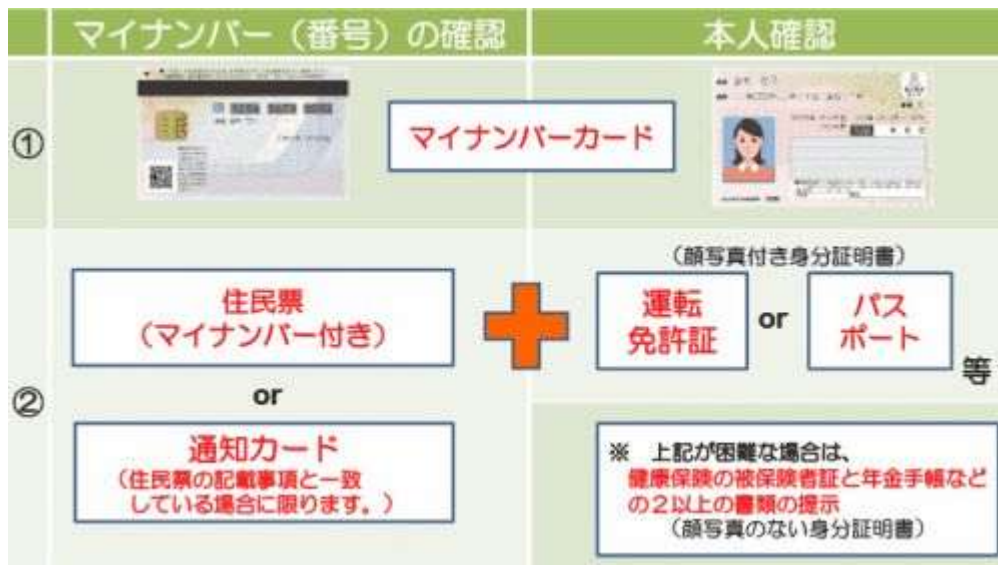 マイナンバー（番号）の確認
本人確認
①
マイナンバーカード
②
住民票
（マイナンバー付き）
or
通知カード
（住民票の記載事項と一致
している場合に限ります。）
（顔写真付き身分証明書）
運転
免許証
or
パス
ポート
等
※　上記が困難な場合は、
健康保険の被保険者証と年金手帳など
の２以上の書類の提示
（顔写真のない身分証明書）